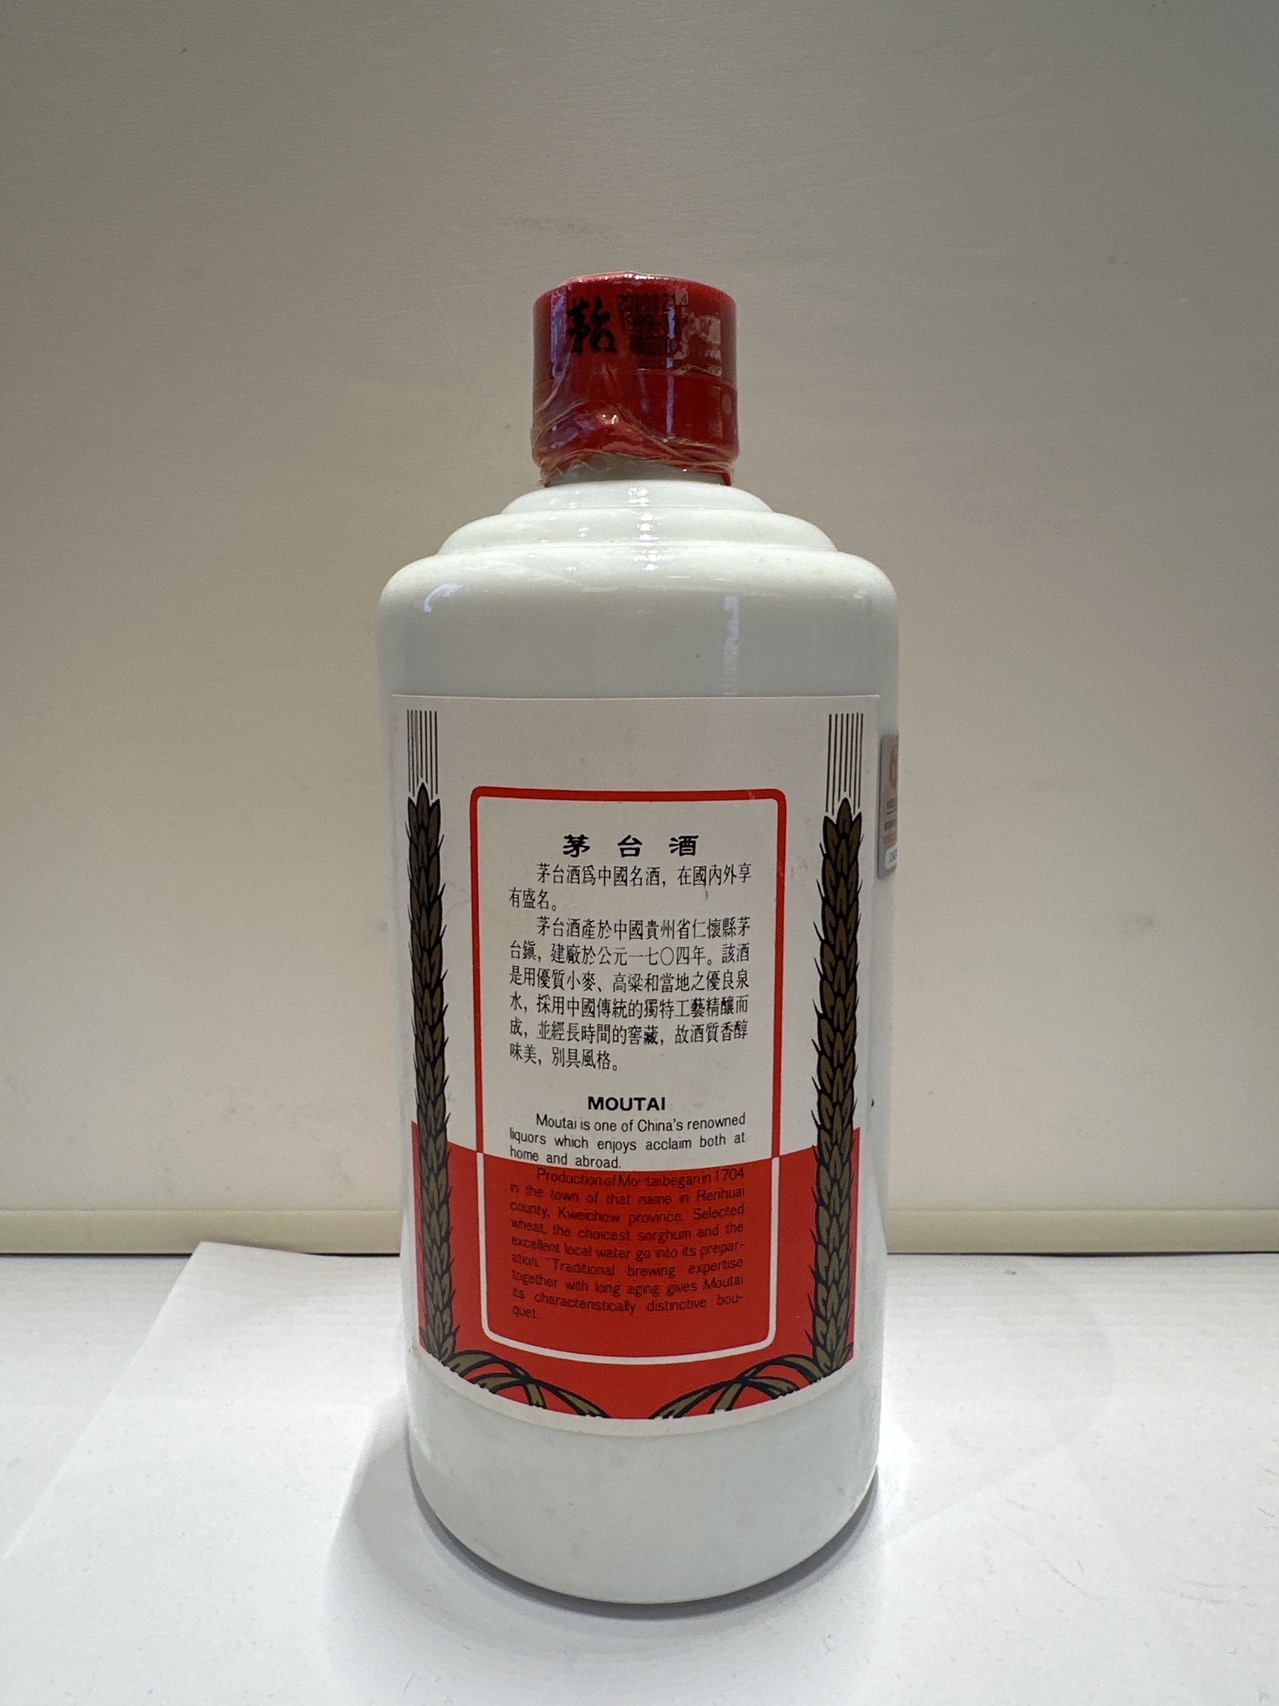 茅台
茅台酒
茅台酒爲中國名酒，在國內外享
有盛名。
茅台酒產於中國貴州省仁懷縣茅
台鎭，建廠於公元一七〇四年。該酒
是用優質小麥、高粱和當地之優良泉
水，採用中國傳統的獨特工藝精釀而
成，並經長時間的窖藏，故酒質香醇
味美，別具風格。
MOUTAI
Moutai is one of China's renowned
liquors which enjoys acclaim both at
home and abroad.
Production of Moutai began in 1704
in the town of that name in Renhuai
county, Kweichow province. Selected
wheat, the choicest sorghum and the
excellent local water go into its prepar-
ation. Traditional brewing expertise
together with long aging gives Moutai
its characteristically distinctive bou-
quet.